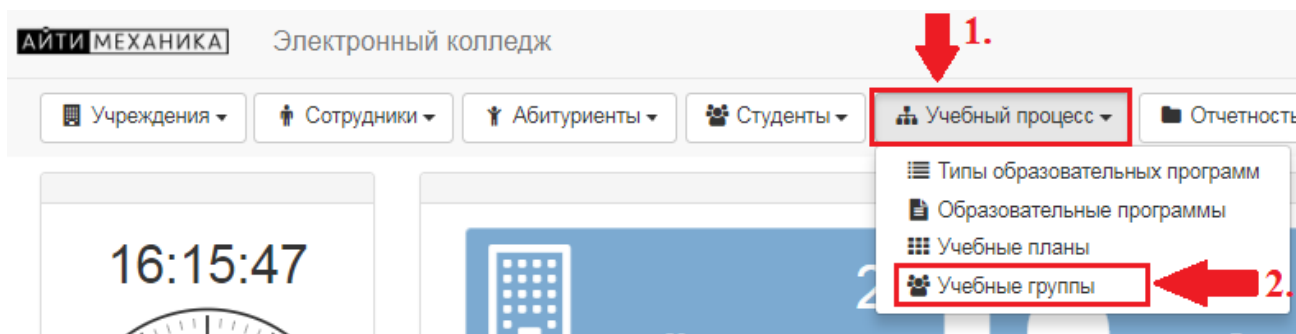 АЙТИ МЕХАНИКА Электронный колледж
1.
Учреждения Сотрудники Абитуриенты Студенты Учебный процесс Отчетность
Типы образовательных программ
Образовательные программы
Учебные планы
Учебные группы
2.
16:15:47
2